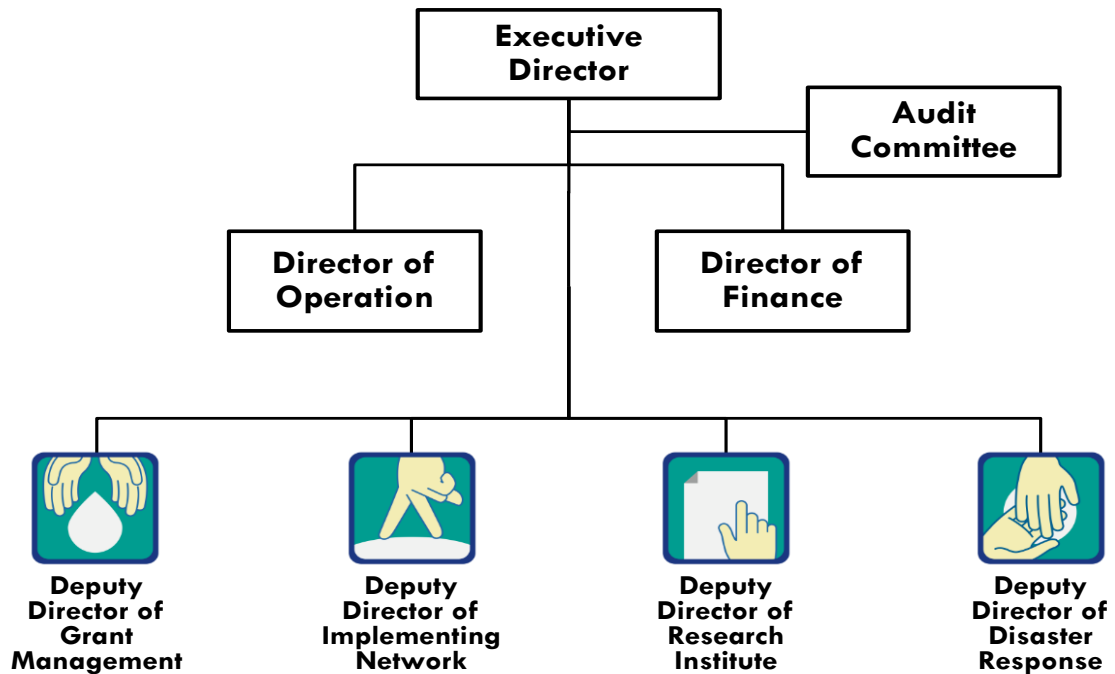 Executive
Director
Audit
Committee
Director of
Operation
Director of
Finance
Deputy
Director of
Grant
Management
Deputy
Director of
Implementing
Network
Deputy
Director of
Research
Institute
Deputy
Director of
Disaster
Response